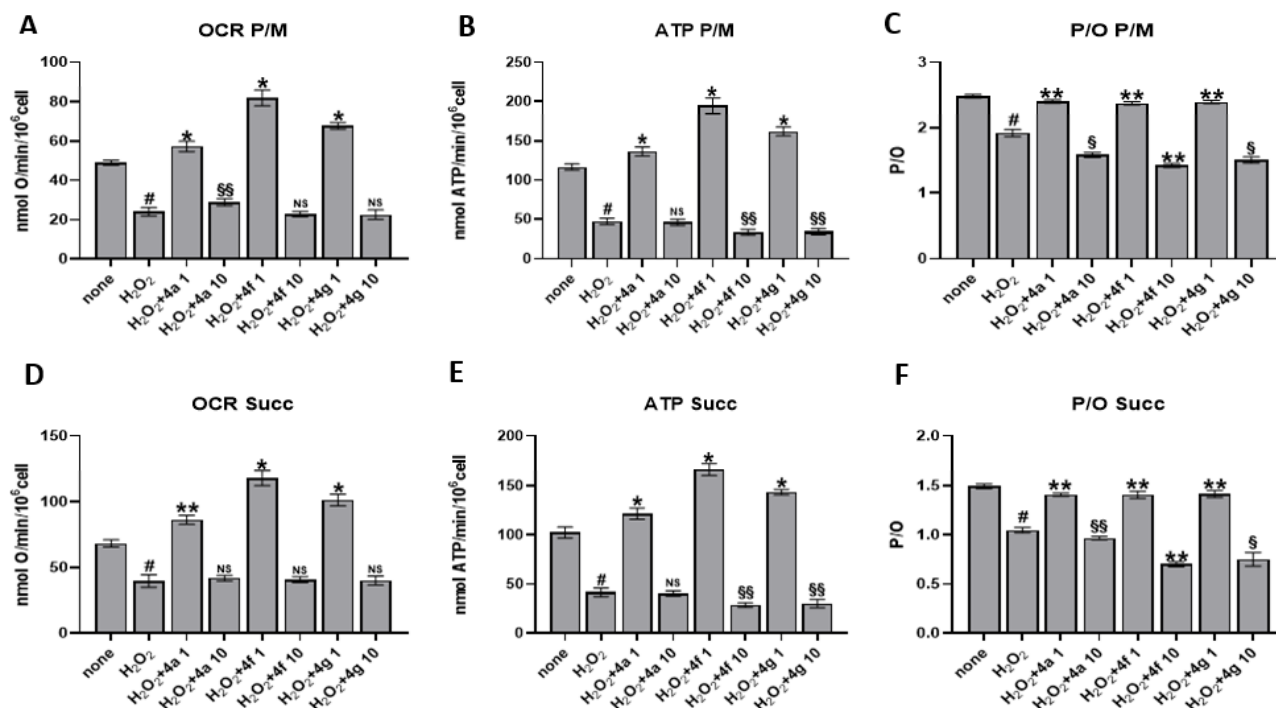 A
OCR P/M
nmol O/min/10⁶cell
100
80
60
40
20
0
#
*
§§
*
NS
*
NS
none
H₂O₂
H₂O₂+4a 1
H₂O₂+4a 10
H₂O₂+4f 1
H₂O₂+4f 10
H₂O₂+4g 1
H₂O₂+4g 10
B
ATP P/M
nmol ATP/min/10⁶cell
250
200
150
100
50
0
#
*
NS
*
§§
*
§§
none
H₂O₂
H₂O₂+4a 1
H₂O₂+4a 10
H₂O₂+4f 1
H₂O₂+4f 10
H₂O₂+4g 1
H₂O₂+4g 10
C
P/O P/M
P/O
3
2
1
0
#
**
§
**
**
**
§
none
H₂O₂
H₂O₂+4a 1
H₂O₂+4a 10
H₂O₂+4f 1
H₂O₂+4f 10
H₂O₂+4g 1
H₂O₂+4g 10
D
OCR Succ
nmol O/min/10⁶cell
150
100
50
0
#
**
NS
*
NS
*
NS
none
H₂O₂
H₂O₂+4a 1
H₂O₂+4a 10
H₂O₂+4f 1
H₂O₂+4f 10
H₂O₂+4g 1
H₂O₂+4g 10
E
ATP Succ
nmol ATP/min/10⁶cell
200
150
100
50
0
#
*
NS
*
§§
*
§§
none
H₂O₂
H₂O₂+4a 1
H₂O₂+4a 10
H₂O₂+4f 1
H₂O₂+4f 10
H₂O₂+4g 1
H₂O₂+4g 10
F
P/O Succ
P/O
2.0
1.5
1.0
0.5
0.0
#
**
§§
**
**
**
§
none
H₂O₂
H₂O₂+4a 1
H₂O₂+4a 10
H₂O₂+4f 1
H₂O₂+4f 10
H₂O₂+4g 1
H₂O₂+4g 10